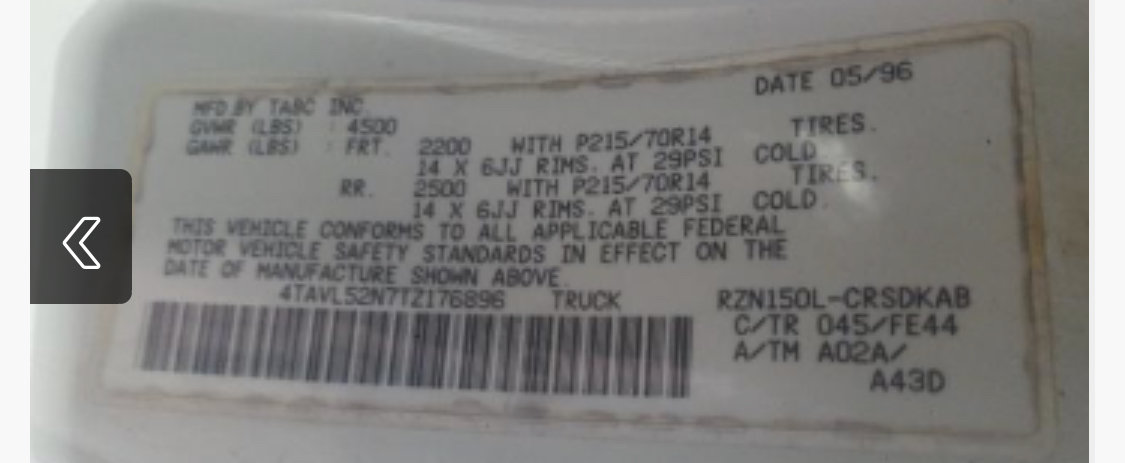 DATE 05/96
MFD.BY TABC INC.
GVWR (LBS) : 4500
GAWR (LBS) : FRT. 2200 WITH P215/70R14 TIRES.
14 X 6JJ RIMS. AT 29PSI COLD.
RR. 2500 WITH P215/70R14 TIRES.
14 X 6JJ RIMS. AT 29PSI COLD.
THIS VEHICLE CONFORMS TO ALL APPLICABLE FEDERAL
MOTOR VEHICLE SAFETY STANDARDS IN EFFECT ON THE
DATE OF MANUFACTURE SHOWN ABOVE.
4TAVL52N7TZ176896 TRUCK RZN150L-CRSDKAB
C/TR 045/FE44
A/TM A02A/
A43D